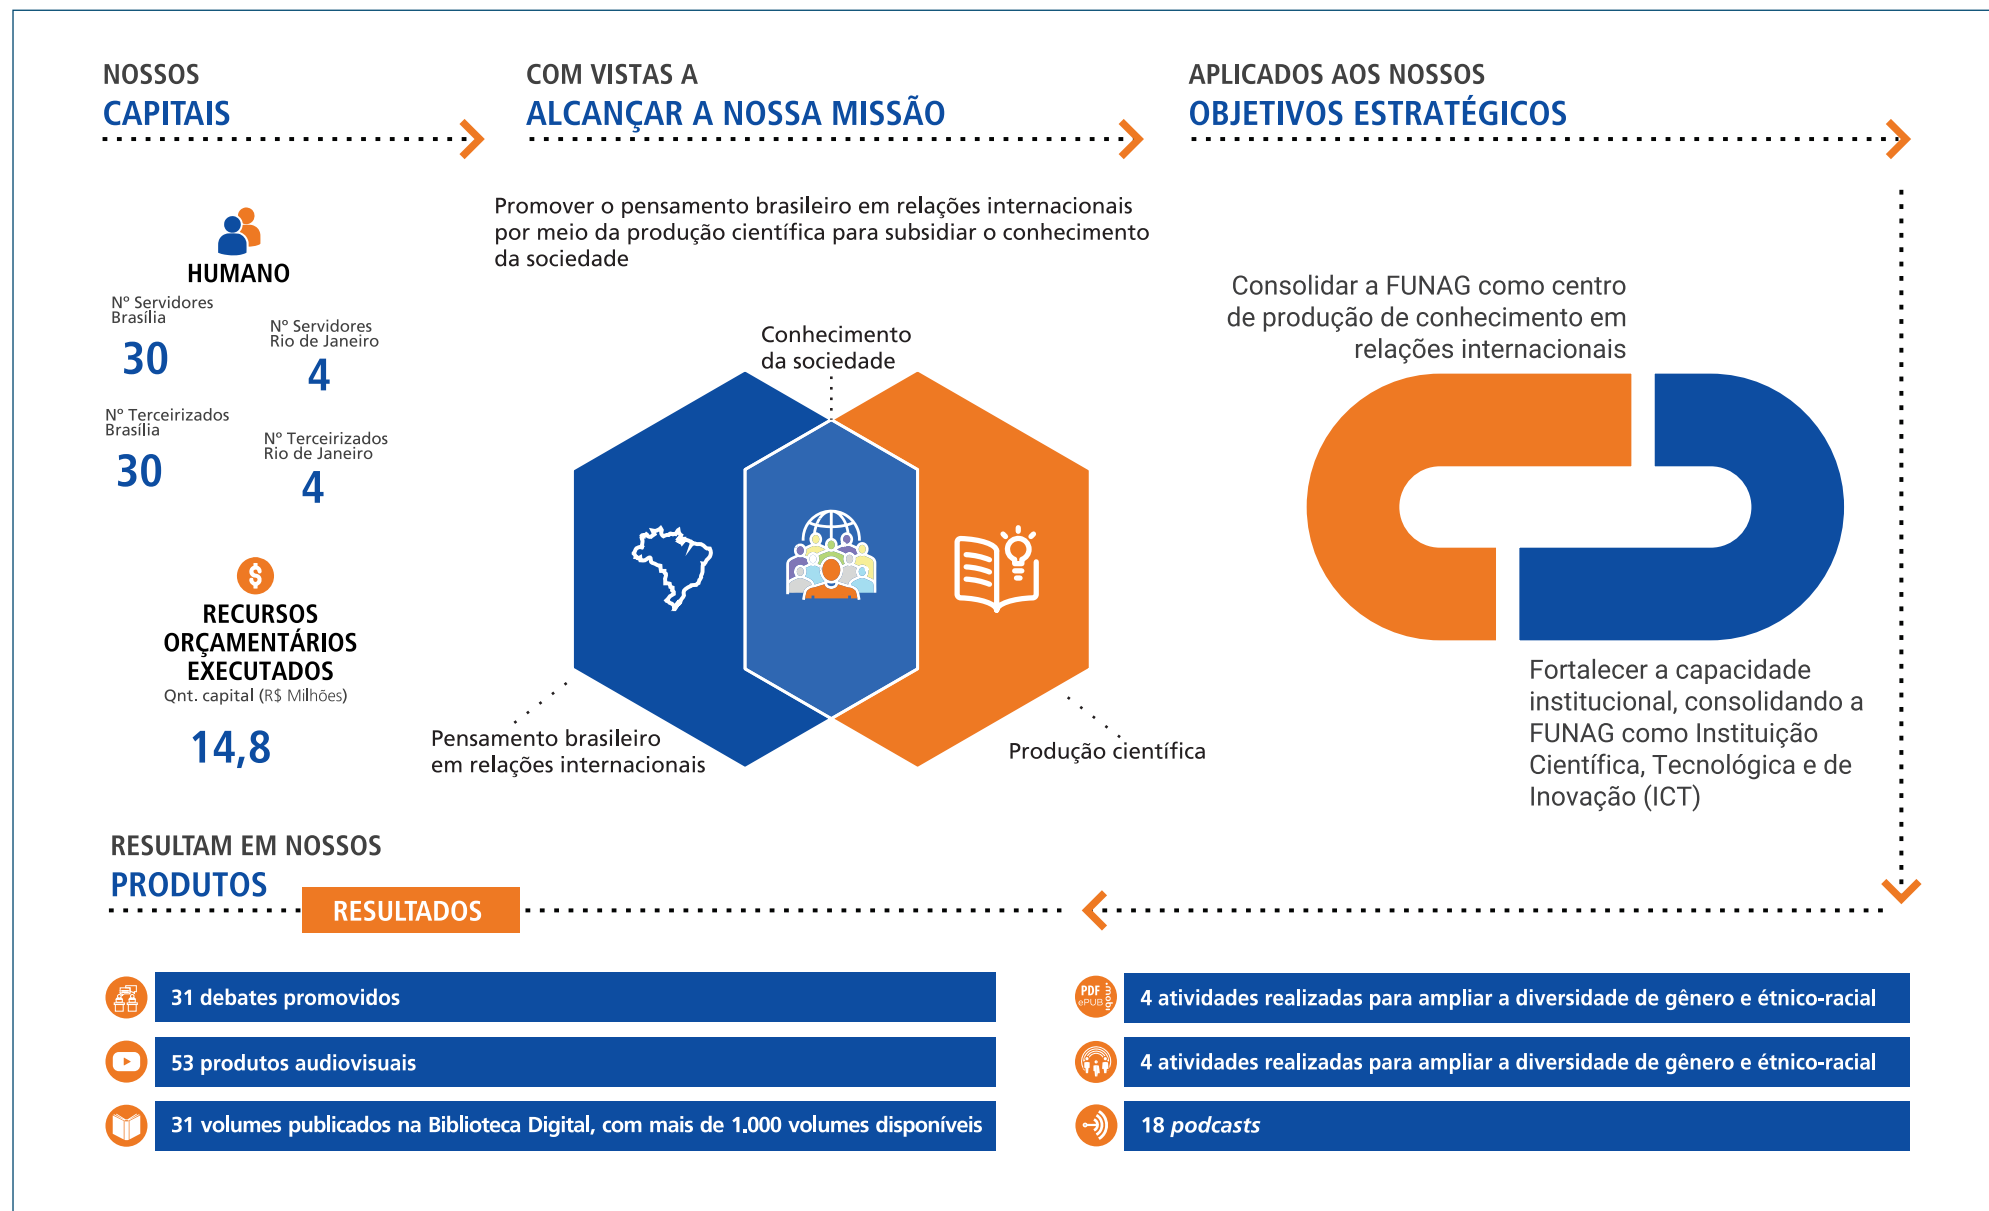 NOSSOS
CAPITAIS
COM VISTAS A
ALCANÇAR A NOSSA MISSÃO
APLICADOS AOS NOSSOS
OBJETIVOS ESTRATÉGICOS
HUMANO
Nº Servidores
Brasília
30
Nº Servidores
Rio de Janeiro
4
Nº Terceirizados
Brasília
30
Nº Terceirizados
Rio de Janeiro
4
RECURSOS
ORÇAMENTÁRIOS
EXECUTADOS
Qnt. capital (R$ Milhões)
14,8
Promover o pensamento brasileiro em relações internacionais
por meio da produção científica para subsidiar o conhecimento
da sociedade
Conhecimento
da sociedade
Pensamento brasileiro
em relações internacionais
Produção científica
Consolidar a FUNAG como centro
de produção de conhecimento em
relações internacionais
Fortalecer a capacidade
institucional, consolidando a
FUNAG como Instituição
Científica, Tecnológica e de
Inovação (ICT)
RESULTAM EM NOSSOS
PRODUTOS
RESULTADOS
31 debates promovidos
53 produtos audiovisuais
31 volumes publicados na Biblioteca Digital, com mais de 1.000 volumes disponíveis
PDF
ePUB
.mobi
4 atividades realizadas para ampliar a diversidade de gênero e étnico-racial
4 atividades realizadas para ampliar a diversidade de gênero e étnico-racial
18 podcasts